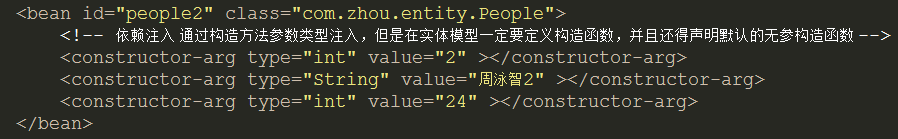 <bean id="people2" class="com.zhou.entity.People">
<!-- 依赖注入 通过构造方法参数类型注入，但是在实体模型一定要定义构造函数，并且还得声明默认的无参构造函数 -->
<constructor-arg type="int" value="2" ></constructor-arg>
<constructor-arg type="String" value="周泳智2" ></constructor-arg>
<constructor-arg type="int" value="24" ></constructor-arg>
</bean>